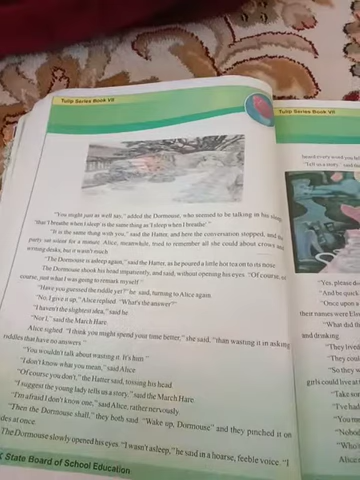 Tulip Series Book VII
"You might just as well say," added the Dormouse, who seemed to be talking in his sleep,
"that 'I breathe when I sleep' is the same thing as 'I sleep when I breathe!'"
"It is the same thing with you," said the Hatter, and here the conversation stopped, and the
party sat silent for a minute. Alice, meanwhile, tried to remember all she could about crows and
writing-desks, but it wasn't much
"The Dormouse is asleep again," said the Hatter, as he poured a little hot tea on to its nose
The Dormouse shook his head impatiently, and said, without opening his eyes "Of course, of
course, just what I was going to remark myself"
"Have you guessed the riddle yet?" he said, turning to Alice again.
"No, I give it up," Alice replied "What's the answer?"
"I haven't the slightest idea," said he
"Nor I," said the March Hare.
Alice sighed. "I think you might spend your time better," she said, "than wasting it in asking
riddles that have no answers."
"You wouldn't talk about wasting it. It's him"
"I don't know what you mean," said Alice
"Of course you don't," the Hatter said, tossing his head
"I suggest the young lady tells us a story," said the March Hare.
"I'm afraid I don't know one," said Alice, rather nervously
"Then the Dormouse shall," they both said "Wake up, Dormouse" and they pinched it on
ides at once.
The Dormouse slowly opened his eyes. "I wasn't asleep," he said in a hoarse, feeble voice. "I
State Board of School Education
Tulip Series Book VII
heard every word you
"Tell us a story," said
"Yes, please
"And be quick
"Once upon a
their names were
"What did
and drinking.
"They lived
"They could
"So they
girls could live at
"Take some
"I've had
"You
"Nobod
"Who